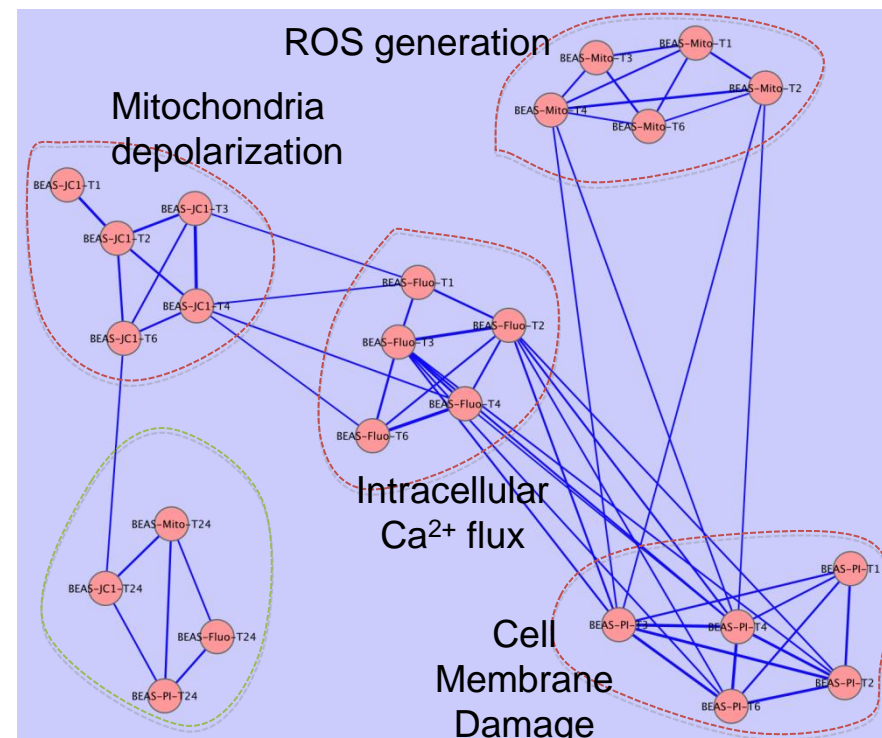 ROS generation
BEAS-Mito-T3
BEAS-Mito-T1
BEAS-Mito-T2
BEAS-Mito-T4
BEAS-Mito-T6
Mitochondria
depolarization
BEAS-JC1-T1
BEAS-JC1-T3
BEAS-JC1-T2
BEAS-JC1-T4
BEAS-JC1-T6
BEAS-Fluo-T1
BEAS-Fluo-T2
BEAS-Fluo-T3
BEAS-Fluo-T4
BEAS-Fluo-T6
Intracellular
Ca²⁺ flux
BEAS-Mito-T24
BEAS-JC1-T24
BEAS-Fluo-T24
BEAS-PI-T24
BEAS-PI-T1
BEAS-PI-T3
BEAS-PI-T4
BEAS-PI-T2
BEAS-PI-T6
Cell
Membrane
Damage